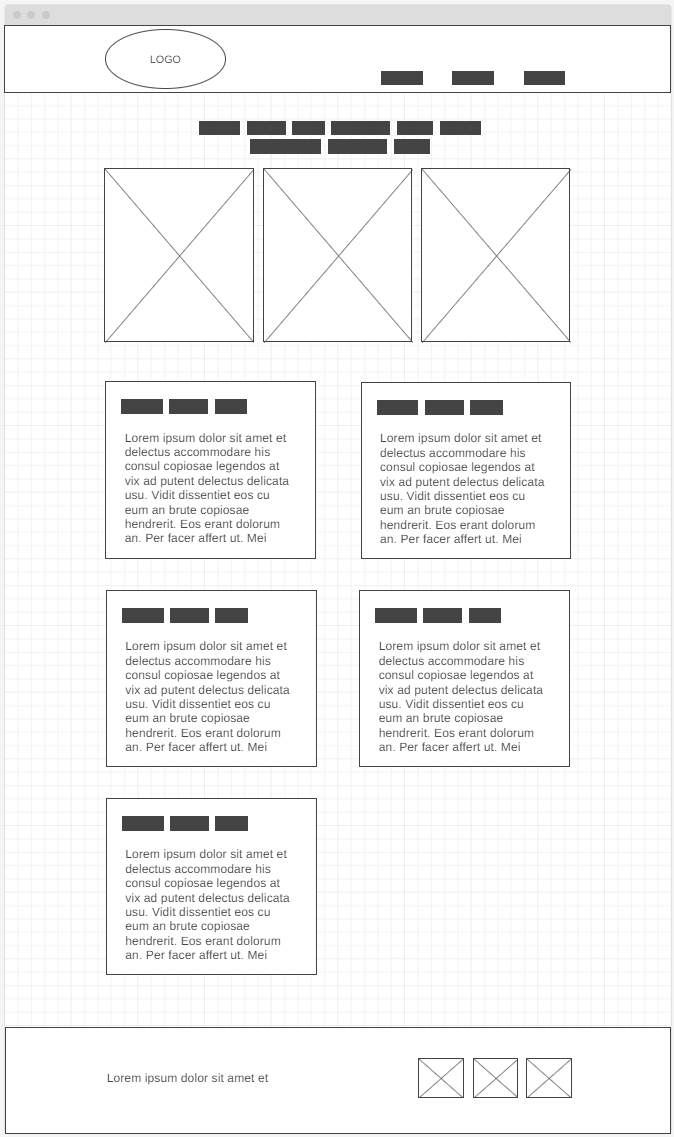 LOGO
Lorem ipsum dolor sit amet et
delectus accommodare his
consul copiosae legendos at
vix ad putent delectus delicata
usu. Vidit dissentiet eos cu
eum an brute copiosae
hendrerit. Eos erant dolorum
an. Per facer affert ut. Mei
Lorem ipsum dolor sit amet et
delectus accommodare his
consul copiosae legendos at
vix ad putent delectus delicata
usu. Vidit dissentiet eos cu
eum an brute copiosae
hendrerit. Eos erant dolorum
an. Per facer affert ut. Mei
Lorem ipsum dolor sit amet et
delectus accommodare his
consul copiosae legendos at
vix ad putent delectus delicata
usu. Vidit dissentiet eos cu
eum an brute copiosae
hendrerit. Eos erant dolorum
an. Per facer affert ut. Mei
Lorem ipsum dolor sit amet et
delectus accommodare his
consul copiosae legendos at
vix ad putent delectus delicata
usu. Vidit dissentiet eos cu
eum an brute copiosae
hendrerit. Eos erant dolorum
an. Per facer affert ut. Mei
Lorem ipsum dolor sit amet et
delectus accommodare his
consul copiosae legendos at
vix ad putent delectus delicata
usu. Vidit dissentiet eos cu
eum an brute copiosae
hendrerit. Eos erant dolorum
an. Per facer affert ut. Mei
Lorem ipsum dolor sit amet et